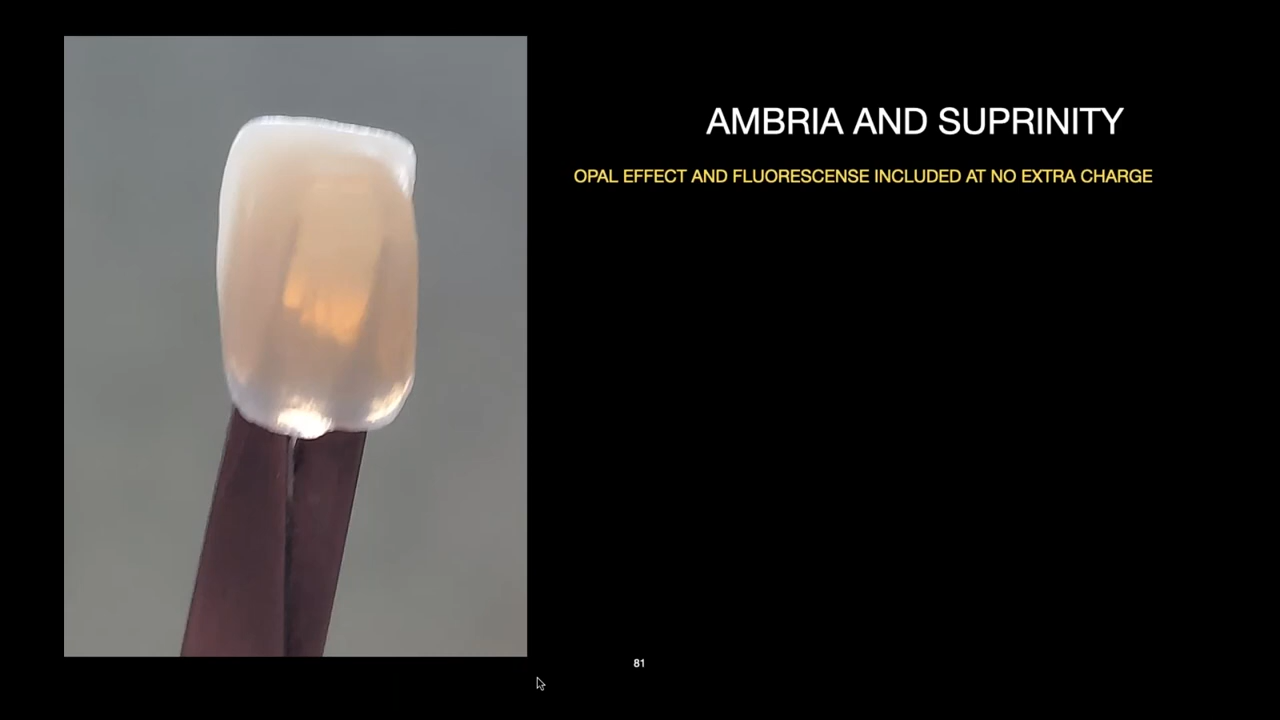 AMBRIA AND SUPRINITY
OPAL EFFECT AND FLUORESCENSE INCLUDED AT NO EXTRA CHARGE
81